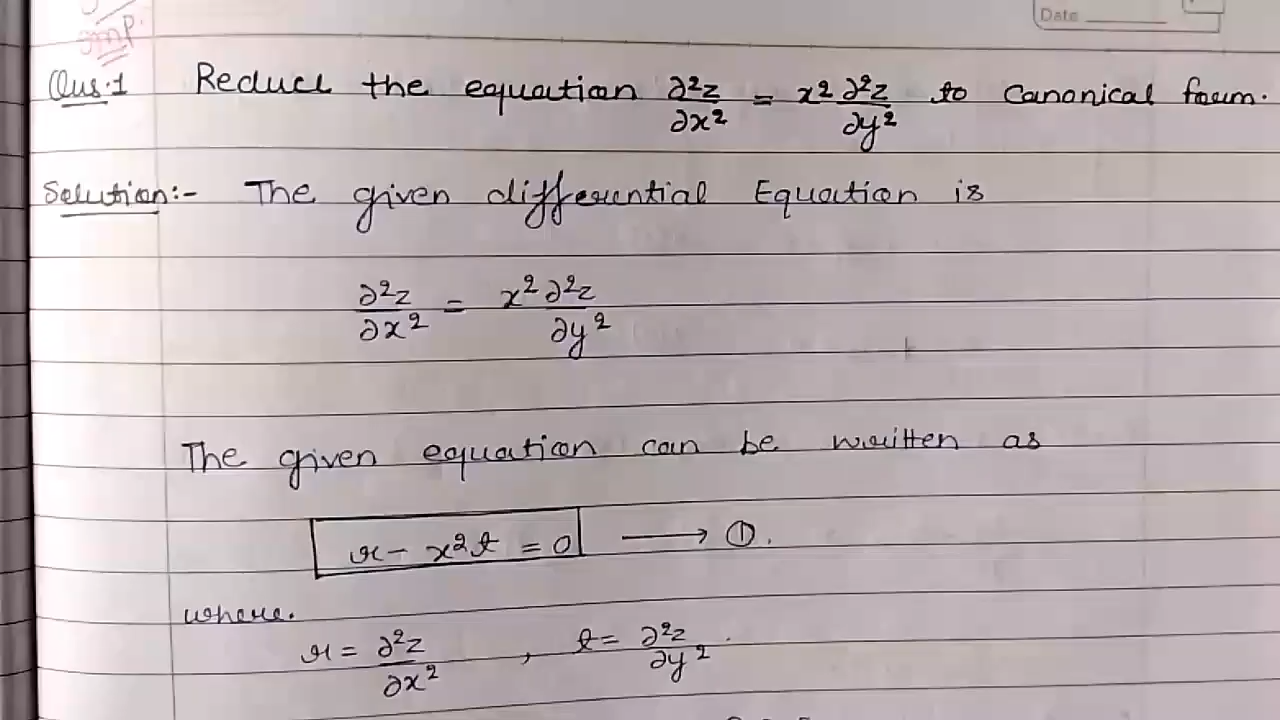 Imp.
Date
Ques.1 Reduce the equation ∂²z/∂x² = x² ∂²z/∂y² to canonical form.
Solution:- The given differential Equation is
∂²z/∂x² = x² ∂²z/∂y²
The given equation can be written as
r - x²t = 0 ⟶ ①.
where.
r = ∂²z/∂x² , t = ∂²z/∂y².